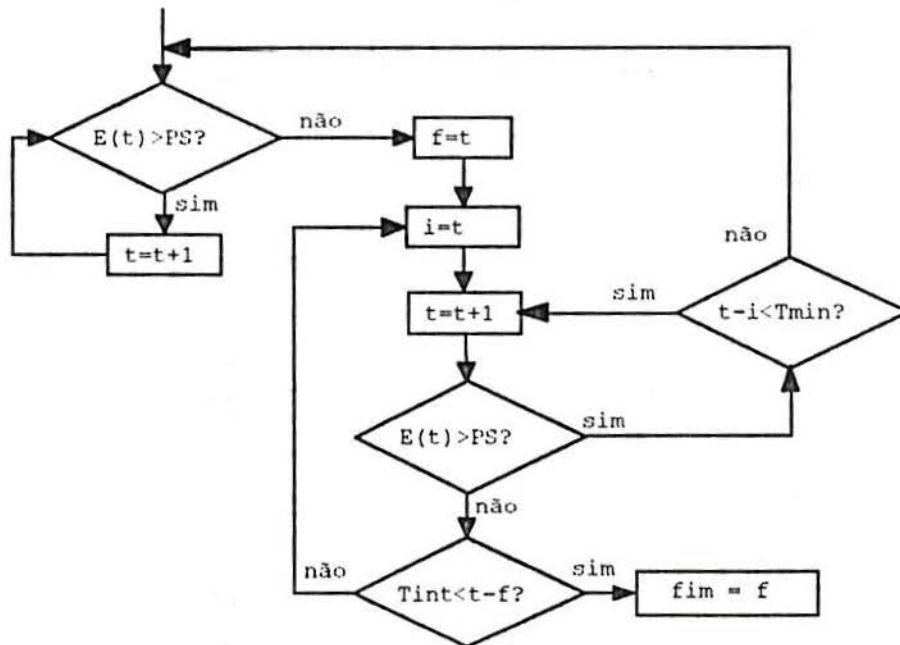 E(t)>PS?
não
f=t
sim
t=t+1
i=t
não
t=t+1
sim
t-i<Tmin?
E(t)>PS?
sim
não
não
Tint<t-f?
sim
fim = f